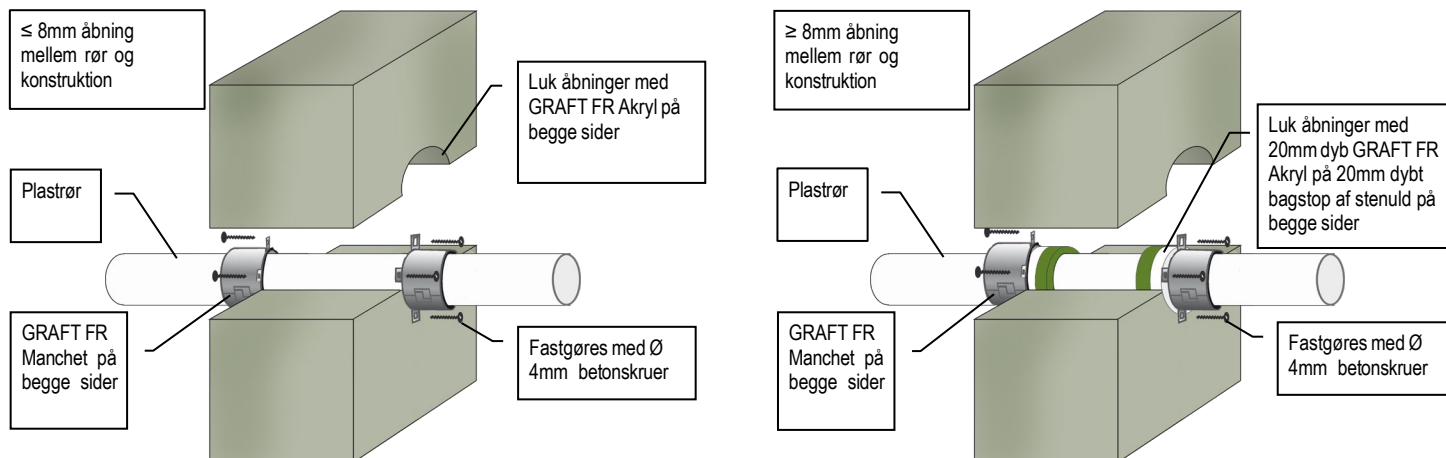 ≤ 8mm åbning
mellem rør og
konstruktion
Luk åbninger med
GRAFT FR Akryl på
begge sider
Plastrør
GRAFT FR
Manchet på
begge sider
Fastgøres med Ø
4mm betonskruer
≥ 8mm åbning
mellem rør og
konstruktion
Luk åbninger med
20mm dyb GRAFT FR
Akryl på 20mm dybt
bagstop af stenuld på
begge sider
Plastrør
GRAFT FR
Manchet på
begge sider
Fastgøres med Ø
4mm betonskruer